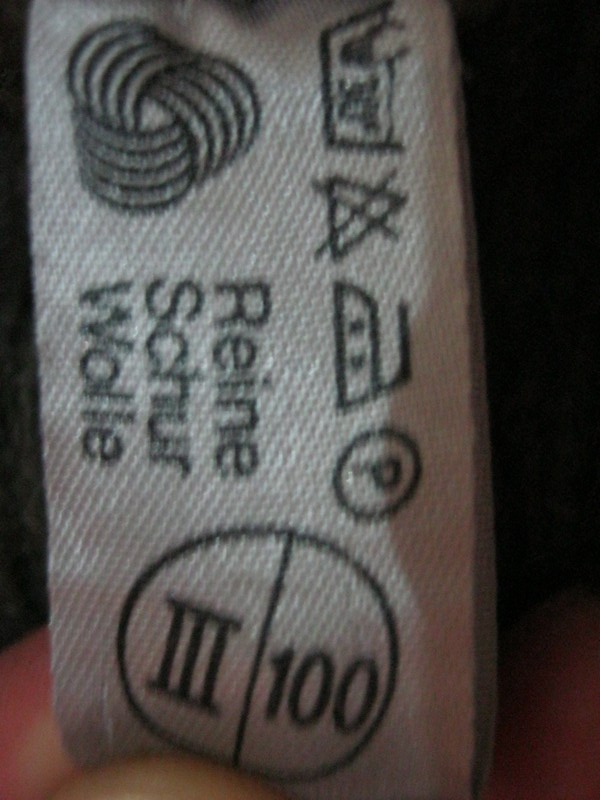 Reine
Schur
Wolle
P
III
100